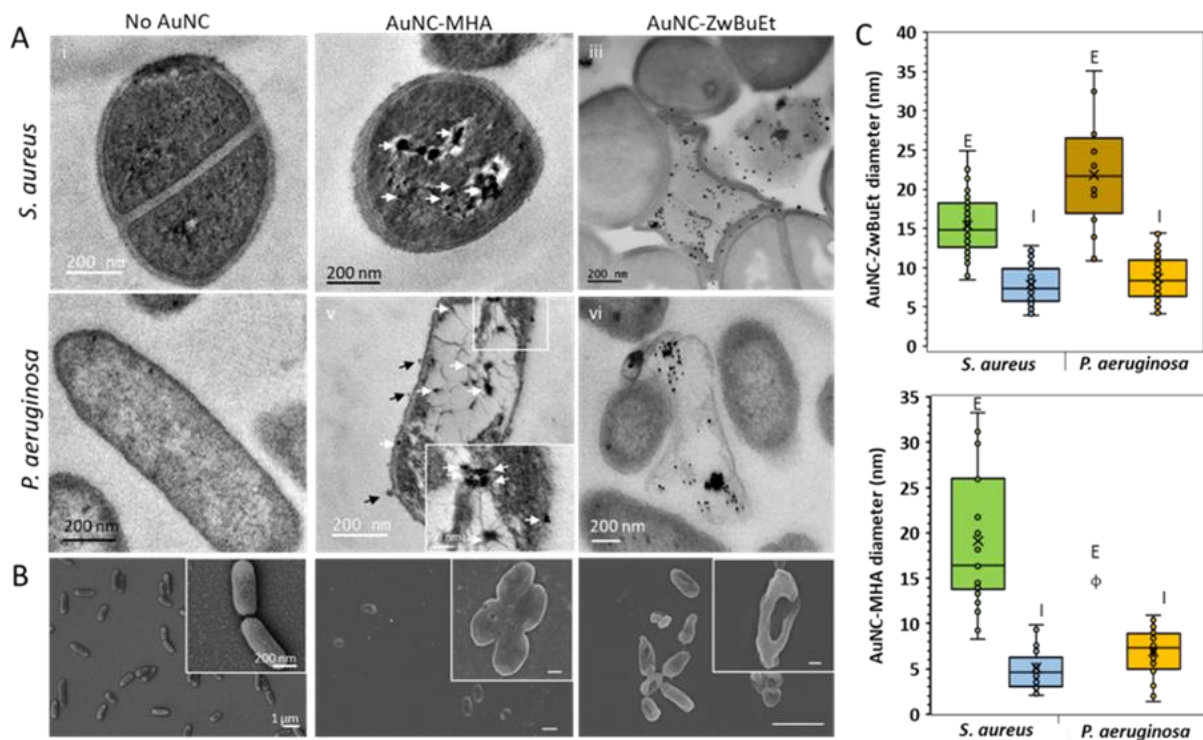 No AuNC
AuNC-MHA
AuNC-ZwBuEt
A
S. aureus
i
200 nm
200 nm
iii
200 nm
P. aeruginosa
200 nm
v
200 nm
vi
200 nm
B
200 nm
1 µm
C
AuNC-ZwBuEt diameter (nm)
40
35
30
25
20
15
10
5
0
E
I
E
I
S. aureus
P. aeruginosa
AuNC-MHA diameter (nm)
35
30
25
20
15
10
5
0
E
I
E
ϕ
I
S. aureus
P. aeruginosa